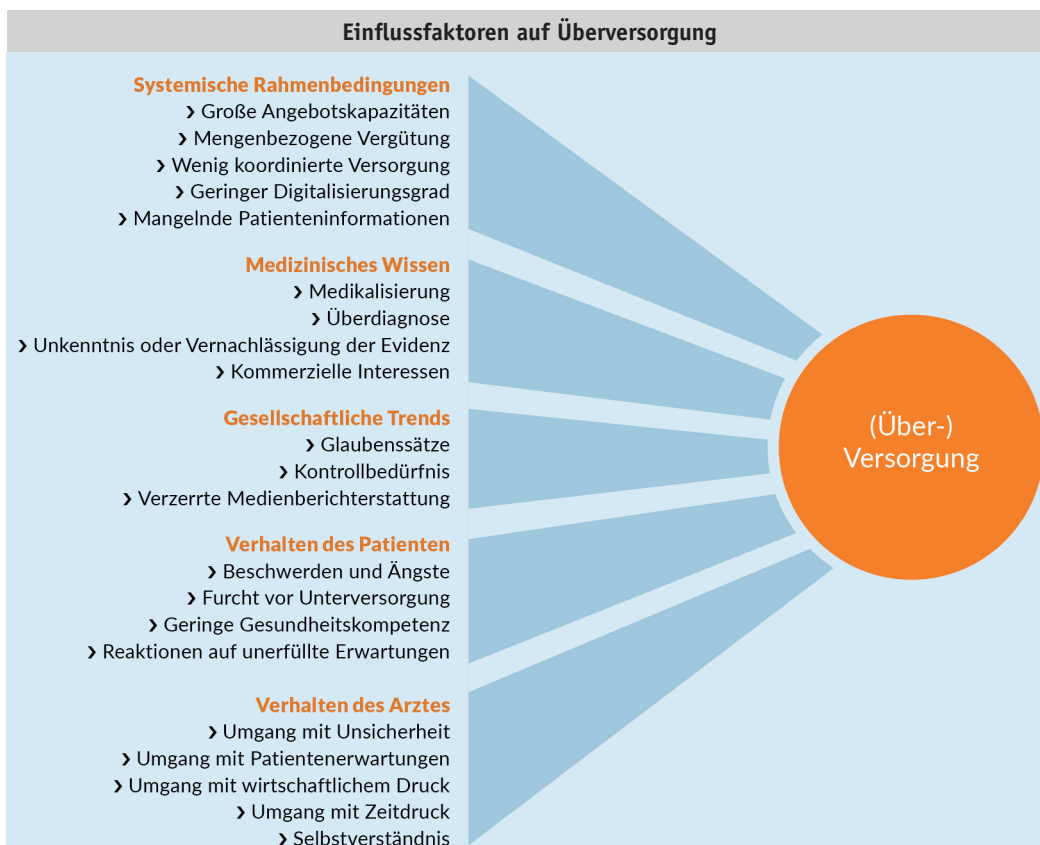 Einflussfaktoren auf Überversorgung
Systemische Rahmenbedingungen
› Große Angebotskapazitäten
› Mengenbezogene Vergütung
› Wenig koordinierte Versorgung
› Geringer Digitalisierungsgrad
› Mangelnde Patienteninformationen
Medizinisches Wissen
› Medikalisierung
› Überdiagnose
› Unkenntnis oder Vernachlässigung der Evidenz
› Kommerzielle Interessen
Gesellschaftliche Trends
› Glaubenssätze
› Kontrollbedürfnis
› Verzerrte Medienberichterstattung
Verhalten des Patienten
› Beschwerden und Ängste
› Furcht vor Unterversorgung
› Geringe Gesundheitskompetenz
› Reaktionen auf unerfüllte Erwartungen
Verhalten des Arztes
› Umgang mit Unsicherheit
› Umgang mit Patientenerwartungen
› Umgang mit wirtschaftlichem Druck
› Umgang mit Zeitdruck
› Selbstverständnis
(Über-)
Versorgung